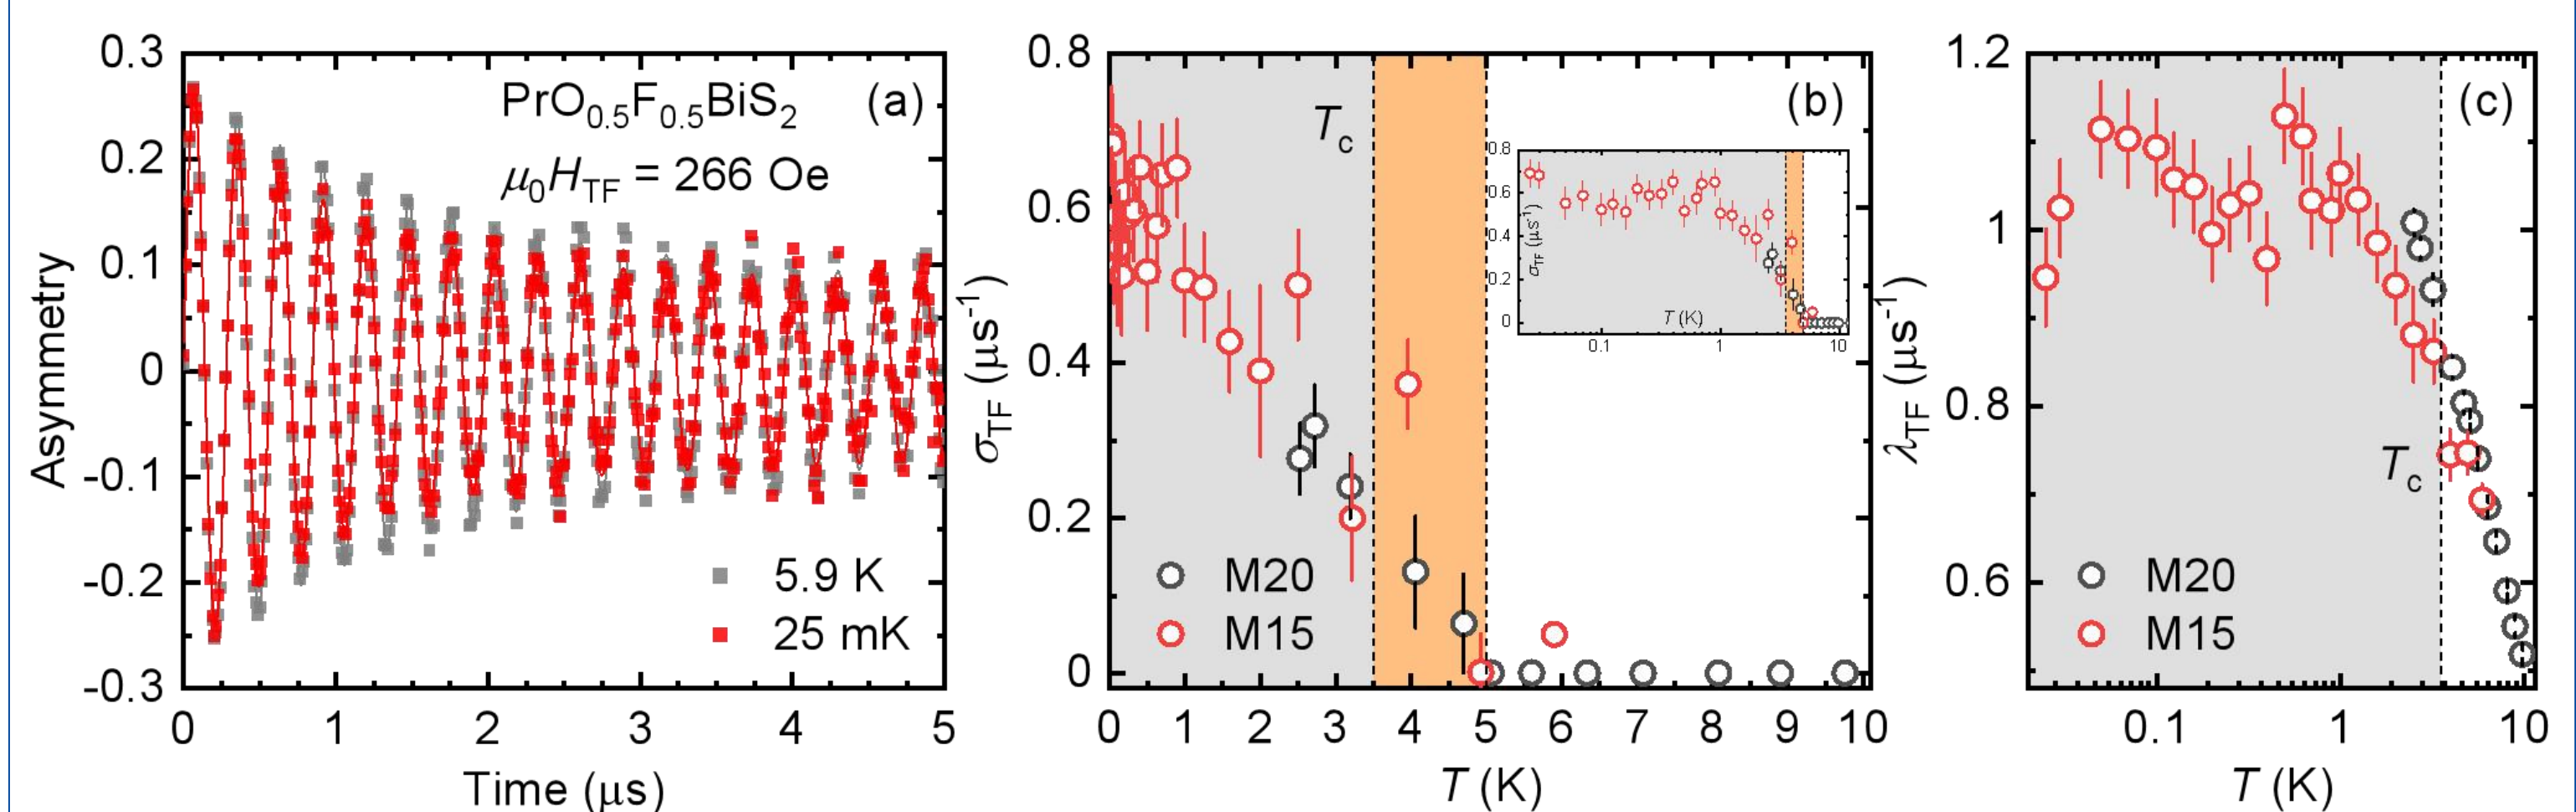 0.3
0.2
0.1
0
-0.1
-0.2
-0.3
Asymmetry
PrO0.5F0.5BiS2
(a)
μ0HTF = 266 Oe
5.9 K
25 mK
0 1 2 3 4 5
Time (μs)
0.8
0.6
0.4
0.2
0
σTF (μs-1)
Tc
(b)
M20
M15
0 1 2 3 4 5 6 7 8 9 10
T (K)
0.8
0.6
0.4
0.2
0
σTF (μs-1)
T (K)
0.1 1 10
1.2
1
0.8
0.6
λTF (μs-1)
(c)
Tc
M20
M15
0.1 1 10
T (K)